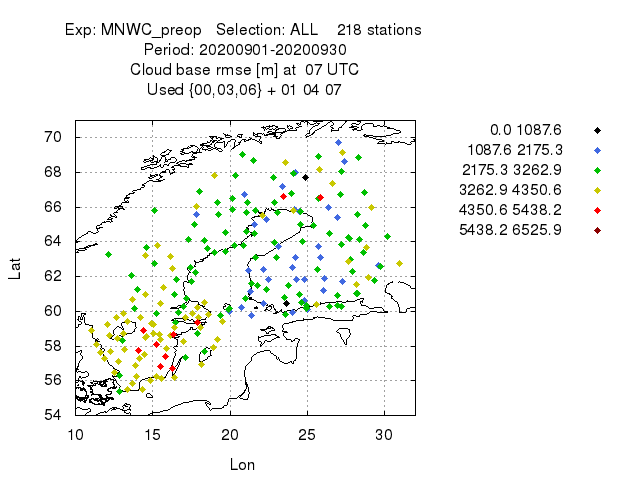 Exp: MNWC_preop   Selection: ALL    218 stations
Period: 20200901-20200930
Cloud base rmse [m] at  07 UTC
Used {00,03,06} + 01 04 07
0.0 1087.6
1087.6 2175.3
2175.3 3262.9
3262.9 4350.6
4350.6 5438.2
5438.2 6525.9
70
68
66
64
62
60
58
56
54
Lat
10 15 20 25 30
Lon